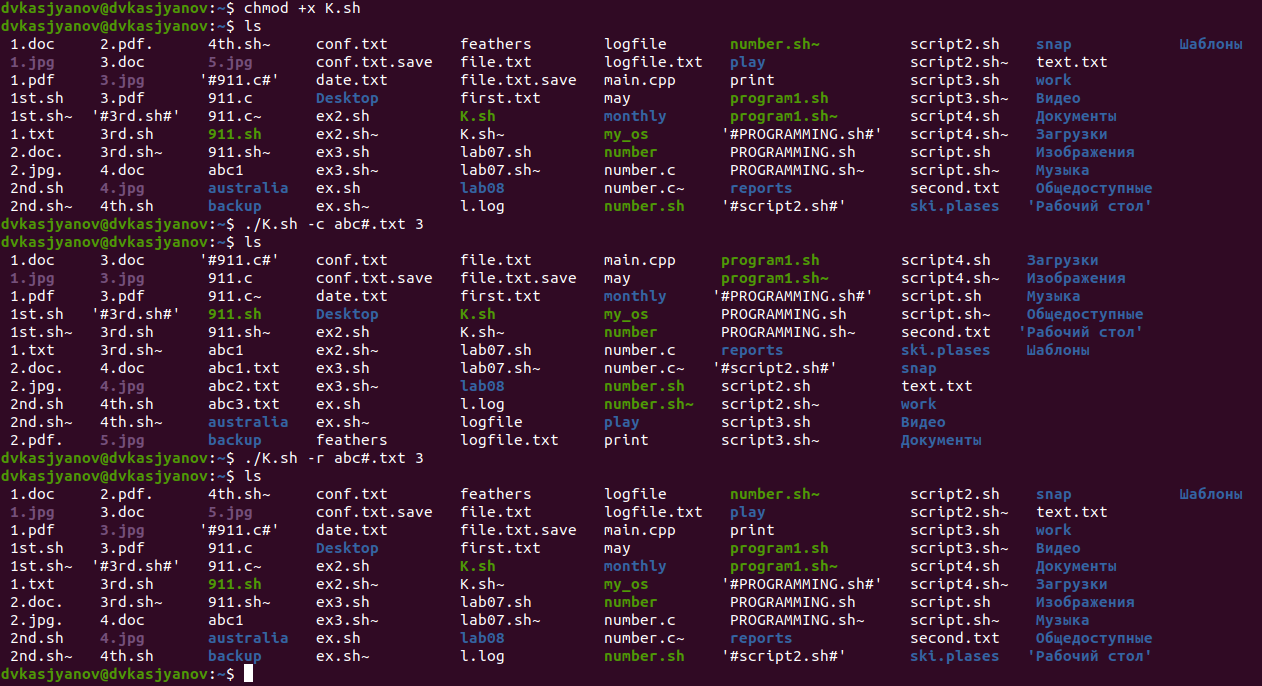 dvkasjyanov@dvkasjyanov:~$ chmod +x K.sh
dvkasjyanov@dvkasjyanov:~$ ls
1.doc 2.pdf. 4th.sh~ conf.txt feathers logfile number.sh~ script2.sh snap Шаблоны
1.jpg 3.doc 5.jpg conf.txt.save file.txt logfile.txt play script2.sh~ text.txt
1.pdf 3.jpg '#911.c#' date.txt file.txt.save main.cpp print script3.sh work
1st.sh 3.pdf 911.c Desktop first.txt may program1.sh script3.sh~ Видео
1st.sh~ '#3rd.sh#' 911.c~ ex2.sh K.sh monthly program1.sh~ script4.sh Документы
1.txt 3rd.sh 911.sh ex2.sh~ K.sh~ my_os '#PROGRAMMING.sh#' script4.sh~ Загрузки
2.doc. 3rd.sh~ 911.sh~ ex3.sh lab07.sh number PROGRAMMING.sh script.sh Изображения
2.jpg. 4.doc abc1 ex3.sh~ lab07.sh~ number.c PROGRAMMING.sh~ script.sh~ Музыка
2nd.sh 4.jpg australia ex.sh lab08 number.c~ reports second.txt Общедоступные
2nd.sh~ 4th.sh backup ex.sh~ l.log number.sh '#script2.sh#' ski.plases 'Рабочий стол'
dvkasjyanov@dvkasjyanov:~$ ./K.sh -c abc#.txt 3
dvkasjyanov@dvkasjyanov:~$ ls
1.doc 3.doc '#911.c#' conf.txt file.txt main.cpp program1.sh script4.sh Загрузки
1.jpg 3.jpg 911.c conf.txt.save file.txt.save may program1.sh~ script4.sh~ Изображения
1.pdf 3.pdf 911.c~ date.txt first.txt monthly '#PROGRAMMING.sh#' script.sh Музыка
1st.sh '#3rd.sh#' 911.sh Desktop K.sh my_os PROGRAMMING.sh script.sh~ Общедоступные
1st.sh~ 3rd.sh 911.sh~ ex2.sh K.sh~ number PROGRAMMING.sh~ second.txt 'Рабочий стол'
1.txt 3rd.sh~ abc1 ex2.sh~ lab07.sh number.c reports ski.plases Шаблоны
2.doc. 4.doc abc1.txt ex3.sh lab07.sh~ number.c~ '#script2.sh#' snap
2.jpg. 4.jpg abc2.txt ex3.sh~ lab08 number.sh script2.sh text.txt
2nd.sh 4th.sh abc3.txt ex.sh l.log number.sh~ script2.sh~ work
2nd.sh~ 4th.sh~ australia ex.sh~ logfile play script3.sh Видео
2.pdf. 5.jpg backup feathers logfile.txt print script3.sh~ Документы
dvkasjyanov@dvkasjyanov:~$ ./K.sh -r abc#.txt 3
dvkasjyanov@dvkasjyanov:~$ ls
1.doc 2.pdf. 4th.sh~ conf.txt feathers logfile number.sh~ script2.sh snap Шаблоны
1.jpg 3.doc 5.jpg conf.txt.save file.txt logfile.txt play script2.sh~ text.txt
1.pdf 3.jpg '#911.c#' date.txt file.txt.save main.cpp print script3.sh work
1st.sh 3.pdf 911.c Desktop first.txt may program1.sh script3.sh~ Видео
1st.sh~ '#3rd.sh#' 911.c~ ex2.sh K.sh monthly program1.sh~ script4.sh Документы
1.txt 3rd.sh 911.sh ex2.sh~ K.sh~ my_os '#PROGRAMMING.sh#' script4.sh~ Загрузки
2.doc. 3rd.sh~ 911.sh~ ex3.sh lab07.sh number PROGRAMMING.sh script.sh Изображения
2.jpg. 4.doc abc1 ex3.sh~ lab07.sh~ number.c PROGRAMMING.sh~ script.sh~ Музыка
2nd.sh 4.jpg australia ex.sh lab08 number.c~ reports second.txt Общедоступные
2nd.sh~ 4th.sh backup ex.sh~ l.log number.sh '#script2.sh#' ski.plases 'Рабочий стол'
dvkasjyanov@dvkasjyanov:~$